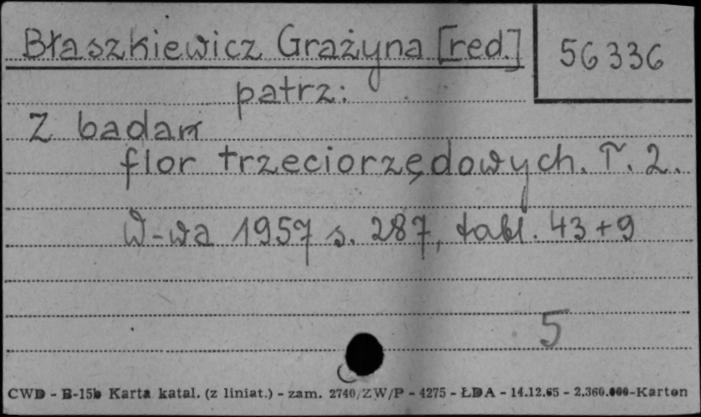 Błaszkiewicz Grażyna [red.]
56336
patrz:
Z badań
flor trzeciorzędowych. T. 2.
W-wa 1957 s. 287, tabl. 43 + 9
5
CWD - B-15b Karta katal. (z liniat.) - zam. 2740/ZW/P - 4275 - ŁDA - 14.12.65 - 2.360.000-Karton